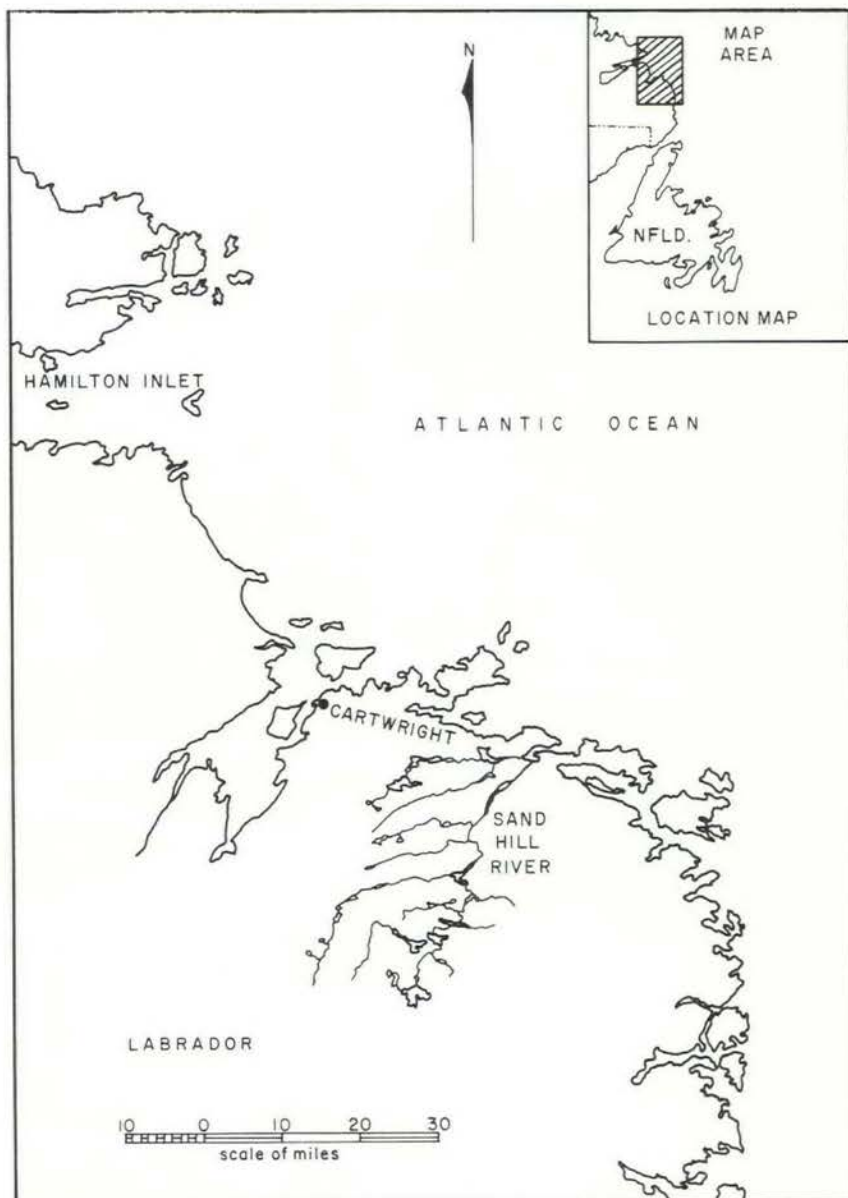 N
MAP
AREA
NFLD.
LOCATION MAP
HAMILTON INLET
ATLANTIC OCEAN
CARTWRIGHT
SAND
HILL
RIVER
LABRADOR
10 0 10 20 30
scale of miles